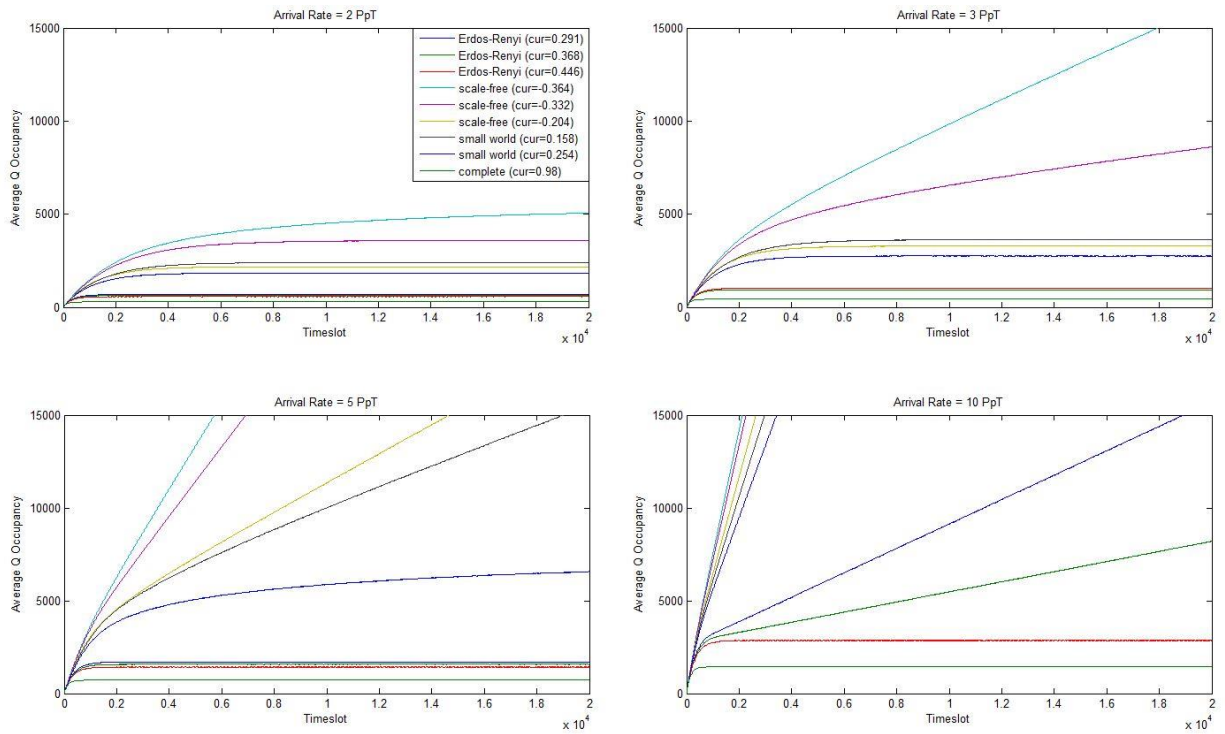 Arrival Rate = 2 PpT
15000
10000
5000
0
Average Q Occupancy
Erdos-Renyi (cur=0.291)
Erdos-Renyi (cur=0.368)
Erdos-Renyi (cur=0.446)
scale-free (cur=-0.364)
scale-free (cur=-0.332)
scale-free (cur=-0.204)
small world (cur=0.158)
small world (cur=0.254)
complete (cur=0.98)
0 0.2 0.4 0.6 0.8 1 1.2 1.4 1.6 1.8 2
Timeslot
x 10^4
Arrival Rate = 3 PpT
15000
10000
5000
0
Average Q Occupancy
0 0.2 0.4 0.6 0.8 1 1.2 1.4 1.6 1.8 2
Timeslot
x 10^4
Arrival Rate = 5 PpT
15000
10000
5000
0
Average Q Occupancy
0 0.2 0.4 0.6 0.8 1 1.2 1.4 1.6 1.8 2
Timeslot
x 10^4
Arrival Rate = 10 PpT
15000
10000
5000
0
Average Q Occupancy
0 0.2 0.4 0.6 0.8 1 1.2 1.4 1.6 1.8 2
Timeslot
x 10^4